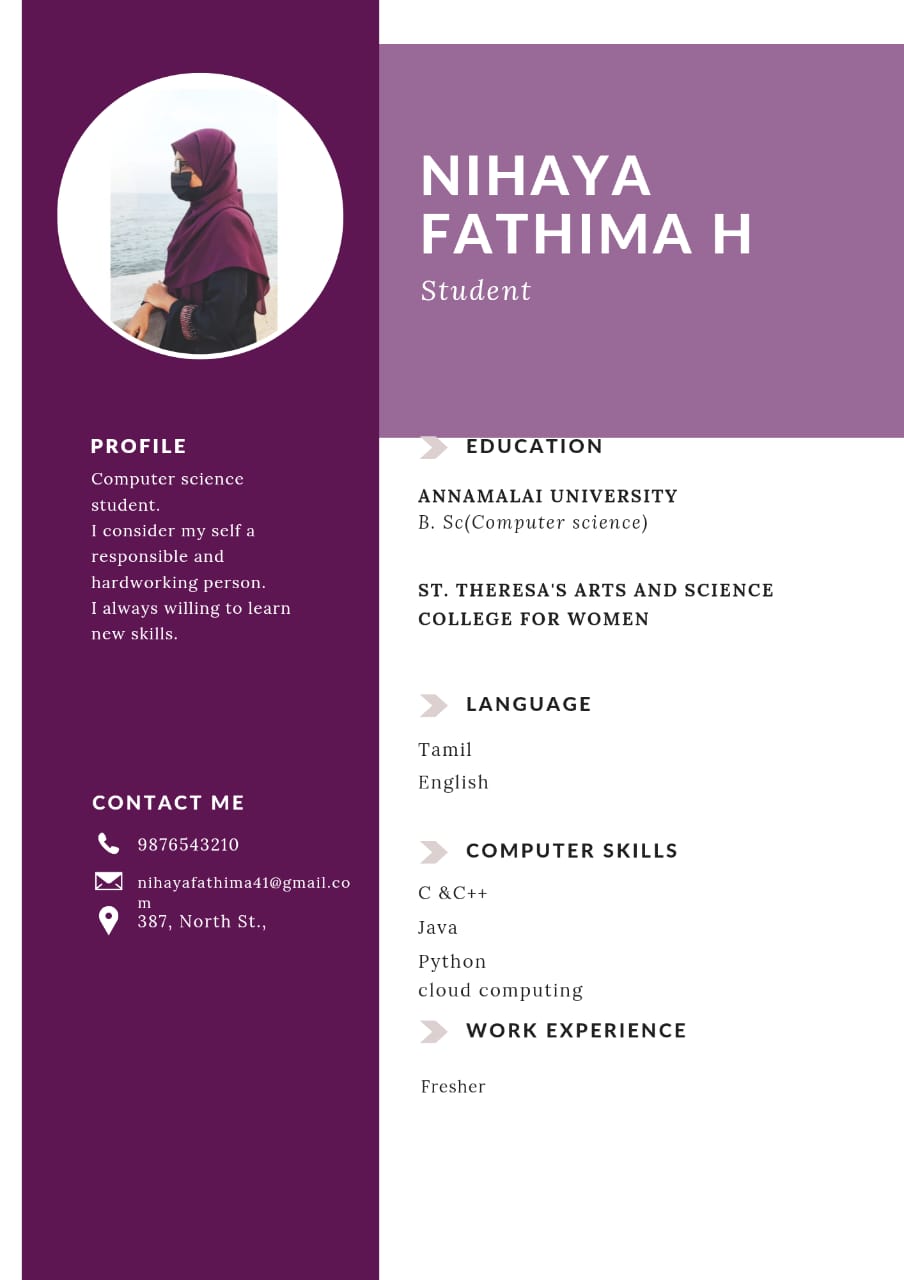 NIHAYA
FATHIMA H
Student
PROFILE
Computer science
student.
I consider my self a
responsible and
hardworking person.
I always willing to learn
new skills.
CONTACT ME
9876543210
nihayafathima41@gmail.co
m
387, North St.,
EDUCATION
ANNAMALAI UNIVERSITY
B. Sc(Computer science)
ST. THERESA'S ARTS AND SCIENCE
COLLEGE FOR WOMEN
LANGUAGE
Tamil
English
COMPUTER SKILLS
C &C++
Java
Python
cloud computing
WORK EXPERIENCE
Fresher